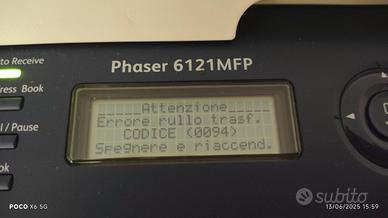 to Receive
ress Book
l / Pause
ok
Phaser 6121MFP
Attenzione
Errore rullo trasf.
CODICE (0094)
Spegnere e riaccend.
POCO X6 5G
subito
13/06/2025 15:59